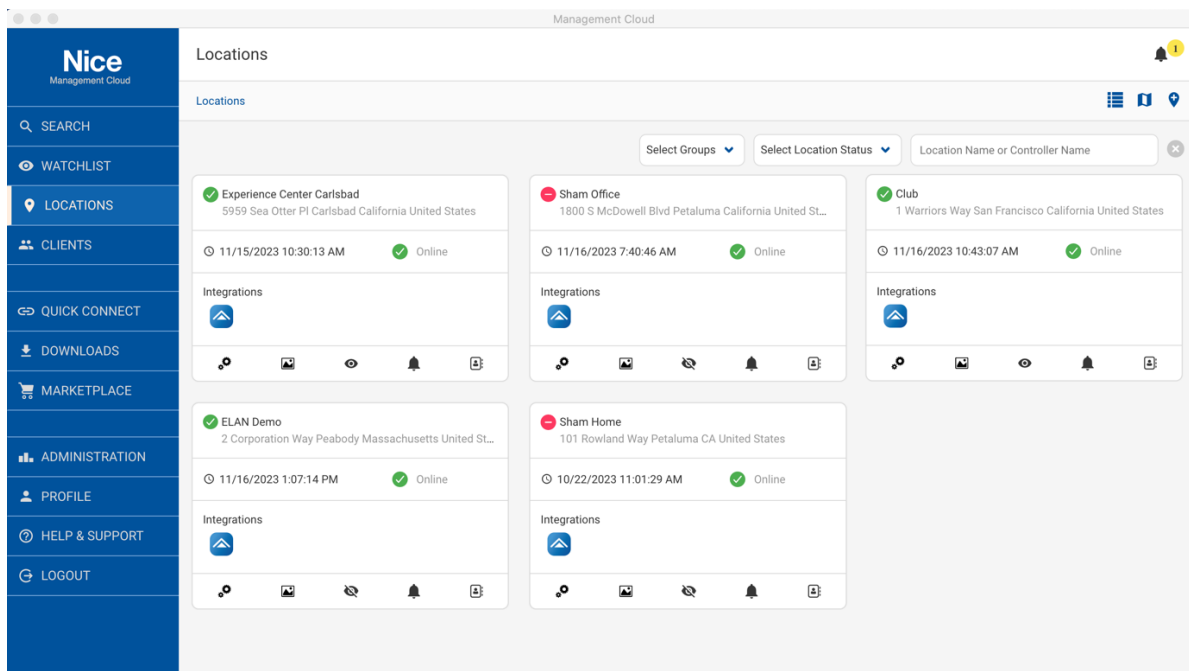 Management Cloud
Nice
Management Cloud
SEARCH
WATCHLIST
LOCATIONS
CLIENTS
QUICK CONNECT
DOWNLOADS
MARKETPLACE
ADMINISTRATION
PROFILE
HELP & SUPPORT
LOGOUT
Locations
1
Locations
Select Groups
Select Location Status
Location Name or Controller Name
Experience Center Carlsbad
5959 Sea Otter Pl Carlsbad California United States
11/15/2023 10:30:13 AM
Online
Integrations
Sham Office
1800 S McDowell Blvd Petaluma California United St...
11/16/2023 7:40:46 AM
Online
Integrations
Club
1 Warriors Way San Francisco California United States
11/16/2023 10:43:07 AM
Online
Integrations
ELAN Demo
2 Corporation Way Peabody Massachusetts United St...
11/16/2023 1:07:14 PM
Online
Integrations
Sham Home
101 Rowland Way Petaluma CA United States
10/22/2023 11:01:29 AM
Online
Integrations